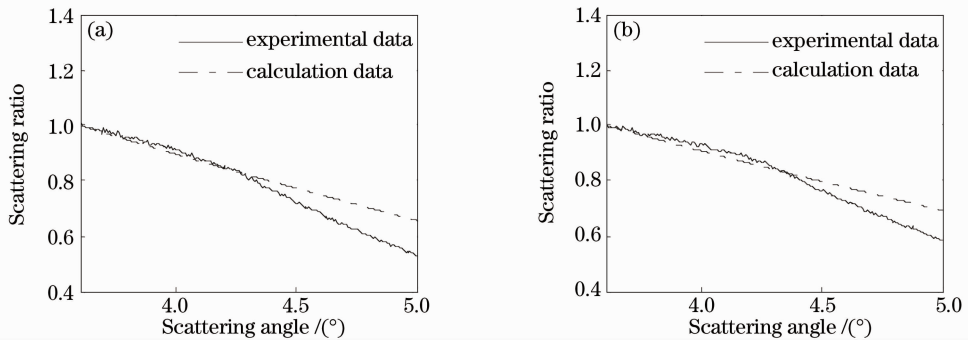 (a)
experimental data
calculation data
Scattering ratio
1.4
1.2
1.0
0.8
0.6
0.4
4.0
4.5
5.0
Scattering angle /(°)
(b)
experimental data
calculation data
Scattering ratio
1.4
1.2
1.0
0.8
0.6
0.4
4.0
4.5
5.0
Scattering angle /(°)